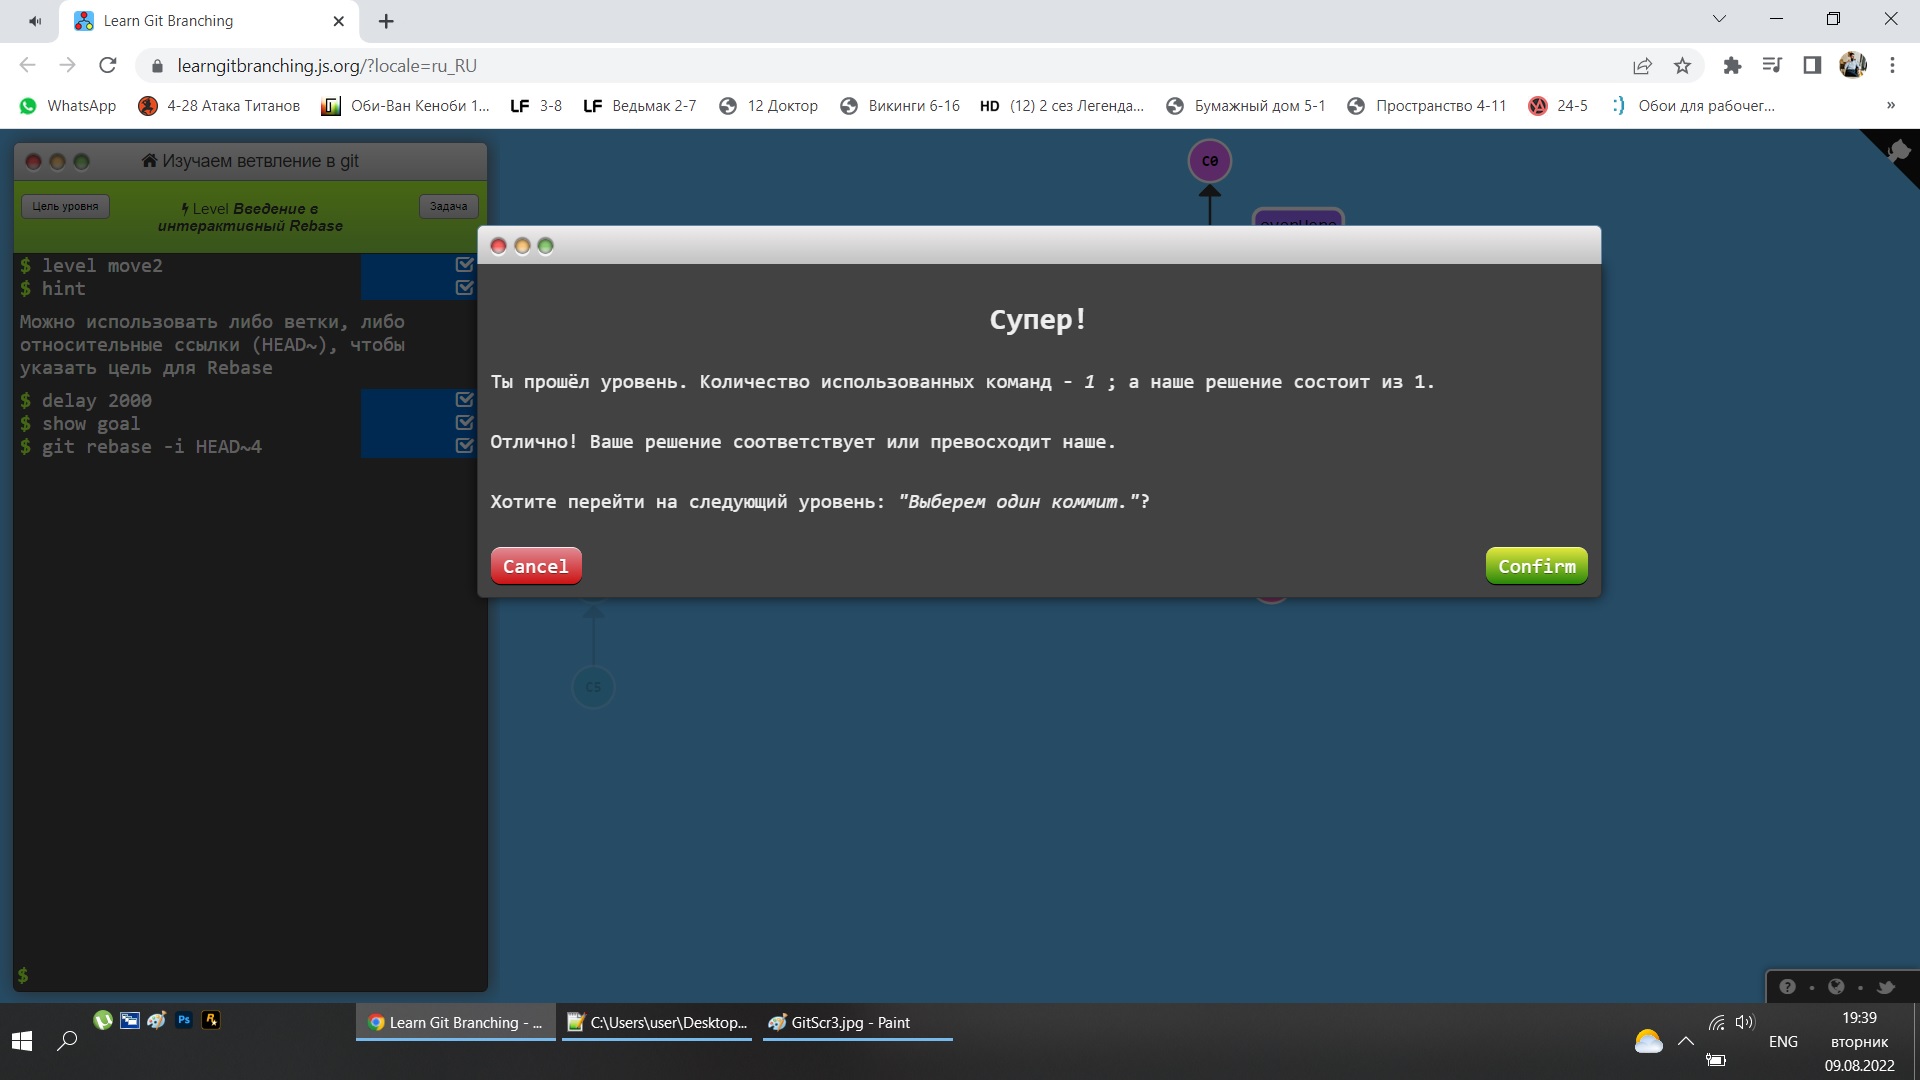 Learn Git Branching
learngitbranching.js.org/?locale=ru_RU
WhatsApp
4-28 Атака Титанов
Оби-Ван Кеноби 1...
LF 3-8
LF Ведьмак 2-7
12 Доктор
Викинги 6-16
HD (12) 2 сез Легенда...
Бумажный дом 5-1
Пространство 4-11
24-5
:) Обои для рабочег...
»
Изучаем ветвление в git
Цель уровня
Level Введение в
интерактивный Rebase
Задача
$ level move2
$ hint
Можно использовать либо ветки, либо
относительные ссылки (HEAD~), чтобы
указать цель для Rebase
$ delay 2000
$ show goal
$ git rebase -i HEAD~4
$
C0
overHere
Супер!
Ты прошёл уровень. Количество использованных команд - 1 ; а наше решение состоит из 1.
Отлично! Ваше решение соответствует или превосходит наше.
Хотите перейти на следующий уровень: "Выберем один коммит."?
Cancel
Confirm
C5
Ps
Learn Git Branching - ...
C:\Users\user\Desktop...
GitScr3.jpg - Paint
ENG
19:39
вторник
09.08.2022